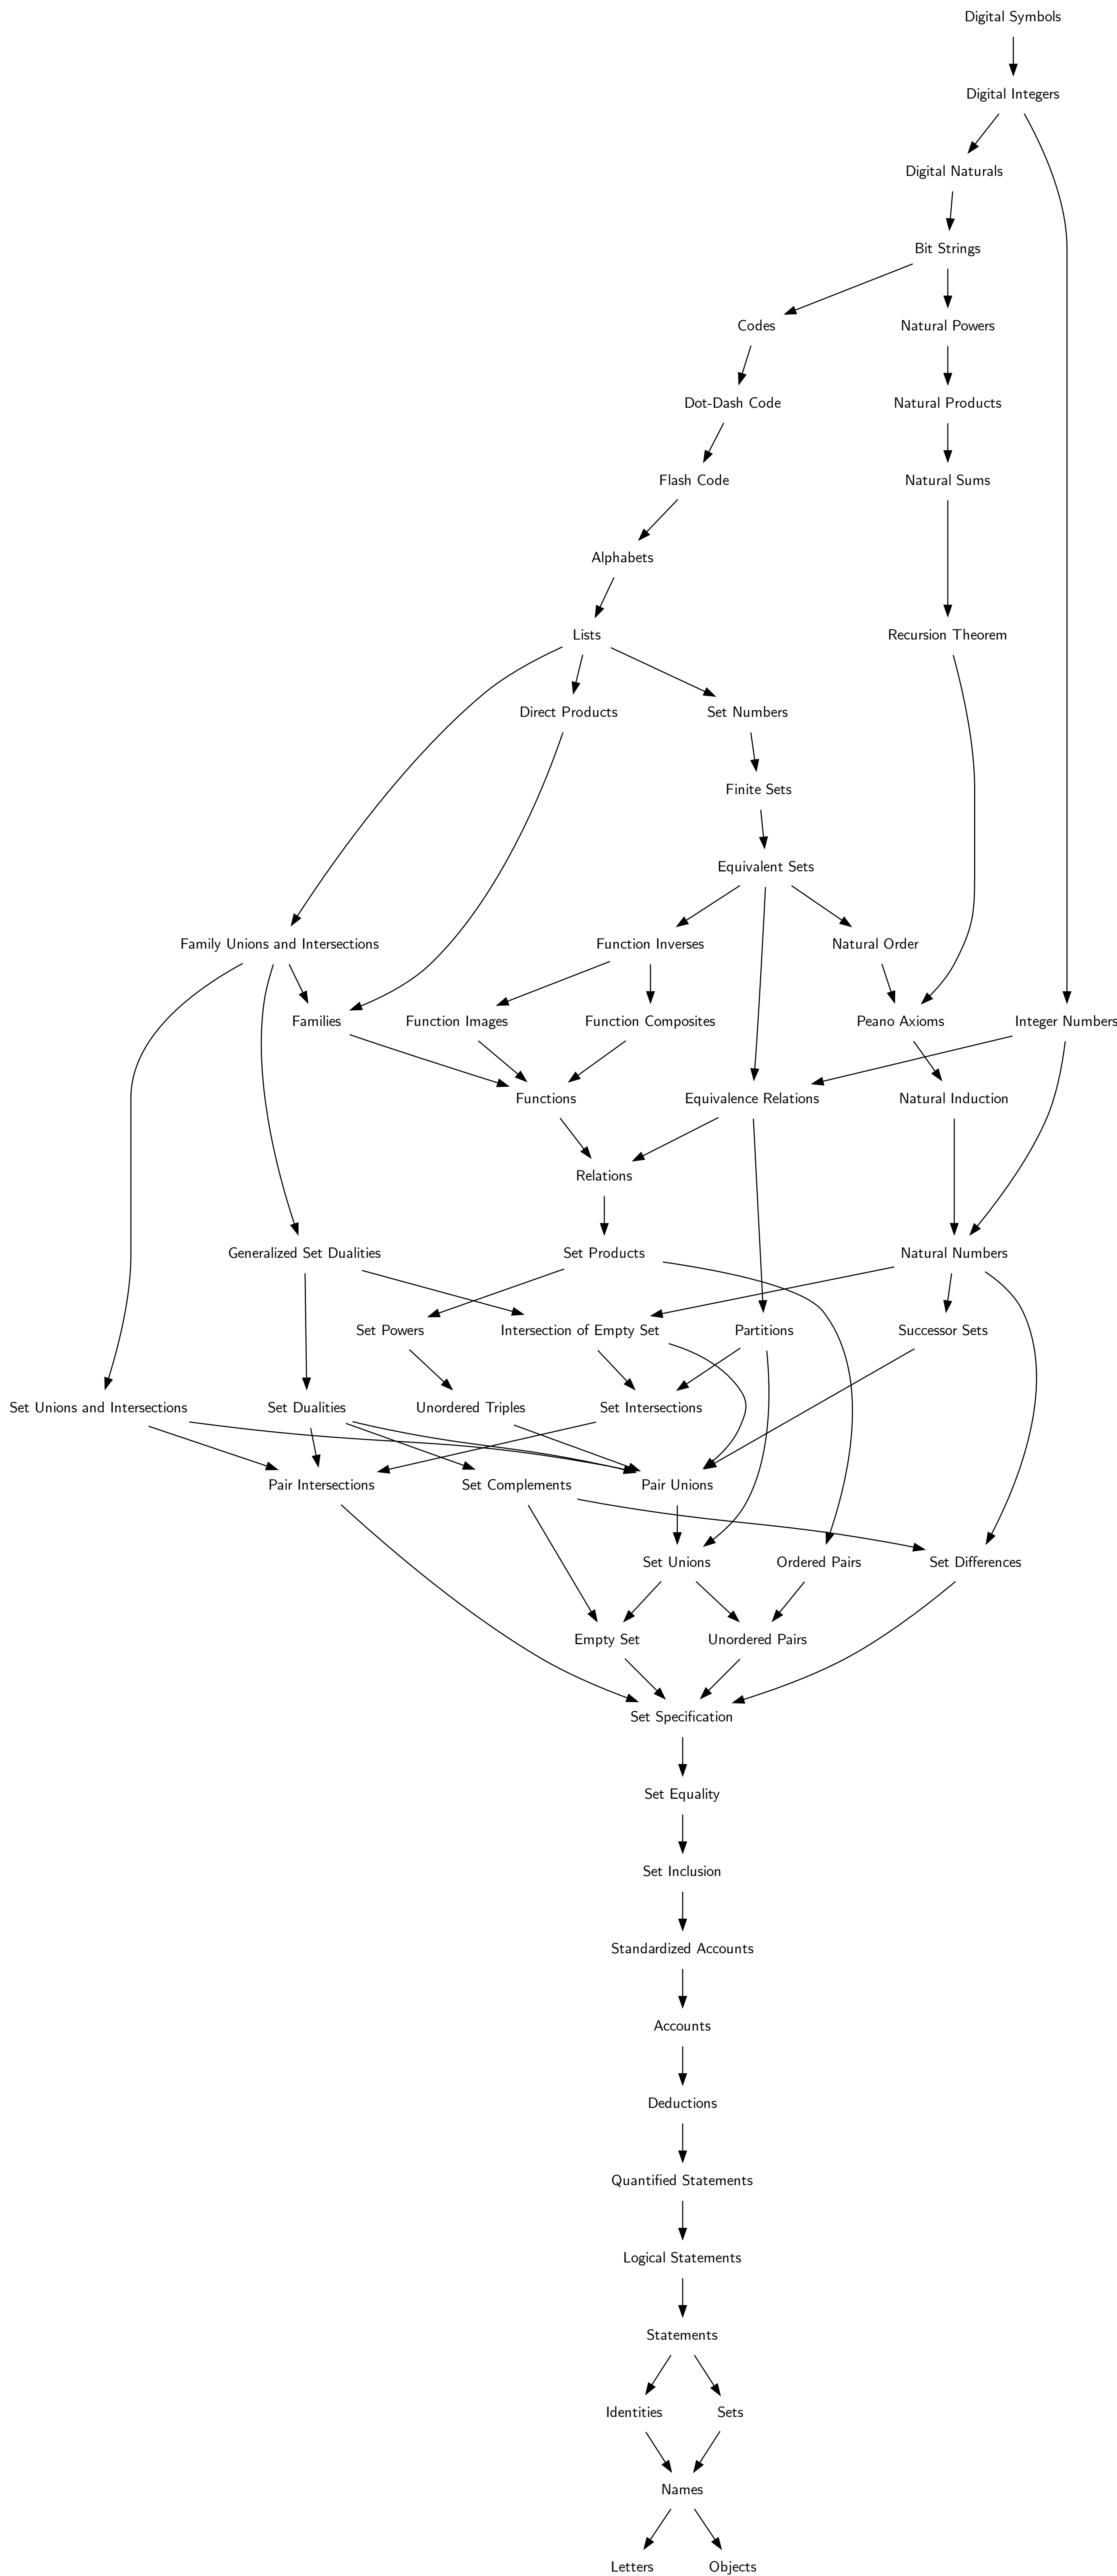 Digital Symbols
Digital Integers
Digital Naturals
Bit Strings
Codes
Natural Powers
Dot-Dash Code
Natural Products
Flash Code
Natural Sums
Alphabets
Lists
Recursion Theorem
Direct Products
Set Numbers
Finite Sets
Equivalent Sets
Family Unions and Intersections
Function Inverses
Natural Order
Families
Function Images
Function Composites
Peano Axioms
Integer Numbers
Functions
Equivalence Relations
Natural Induction
Relations
Generalized Set Dualities
Set Products
Natural Numbers
Set Powers
Intersection of Empty Set
Partitions
Successor Sets
Set Unions and Intersections
Set Dualities
Unordered Triples
Set Intersections
Pair Intersections
Set Complements
Pair Unions
Set Unions
Ordered Pairs
Set Differences
Empty Set
Unordered Pairs
Set Specification
Set Equality
Set Inclusion
Standardized Accounts
Accounts
Deductions
Quantified Statements
Logical Statements
Statements
Identities
Sets
Names
Letters
Objects